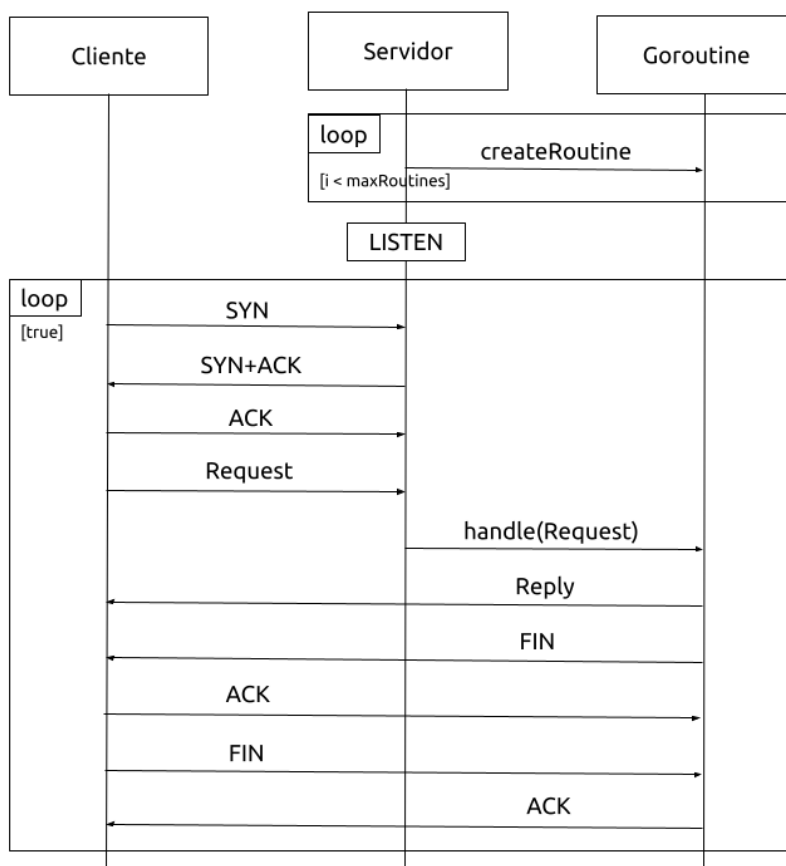 Cliente
Servidor
Goroutine
loop
createRoutine
[i < maxRoutines]
LISTEN
loop
[true]
SYN
SYN+ACK
ACK
Request
handle(Request)
Reply
FIN
ACK
FIN
ACK